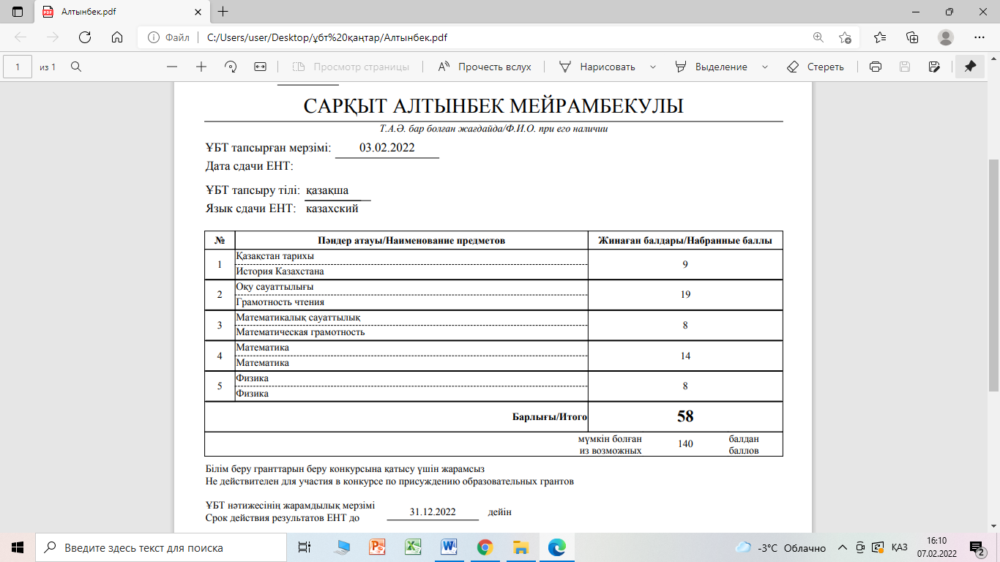 Алтынбек.pdf
Файл C:/Users/user/Desktop/ұбт%20қаңтар/Алтынбек.pdf
1 из 1 Просмотр страницы Прочесть вслух Нарисовать Выделение Стереть
САРҚЫТ АЛТЫНБЕК МЕЙРАМБЕКУЛЫ
Т.А.Ә. бар болған жағдайда/Ф.И.О. при его наличии
ҰБТ тапсырған мерзімі: 03.02.2022
Дата сдачи ЕНТ:
ҰБТ тапсыру тілі: қазақша
Язык сдачи ЕНТ: казахский
№ Пәндер атауы/Наименование предметов Жинаған балдары/Набранные баллы
1 Қазақстан тарихы 9
История Казахстана
2 Оқу сауаттылығы 19
Грамотность чтения
3 Математикалық сауаттылық 8
Математическая грамотность
4 Математика 14
Математика
5 Физика 8
Физика
Барлығы/Итого 58
мүмкін болған 140 балдан
из возможных баллов
Білім беру гранттарын беру конкурсына қатысу үшін жарамсыз
Не действителен для участия в конкурсе по присуждению образовательных грантов
ҰБТ нәтижесінің жарамдылық мерзімі
Срок действия результатов ЕНТ до 31.12.2022 дейін
Введите здесь текст для поиска -3°C Облачно ҚАЗ 16:10
07.02.2022 2